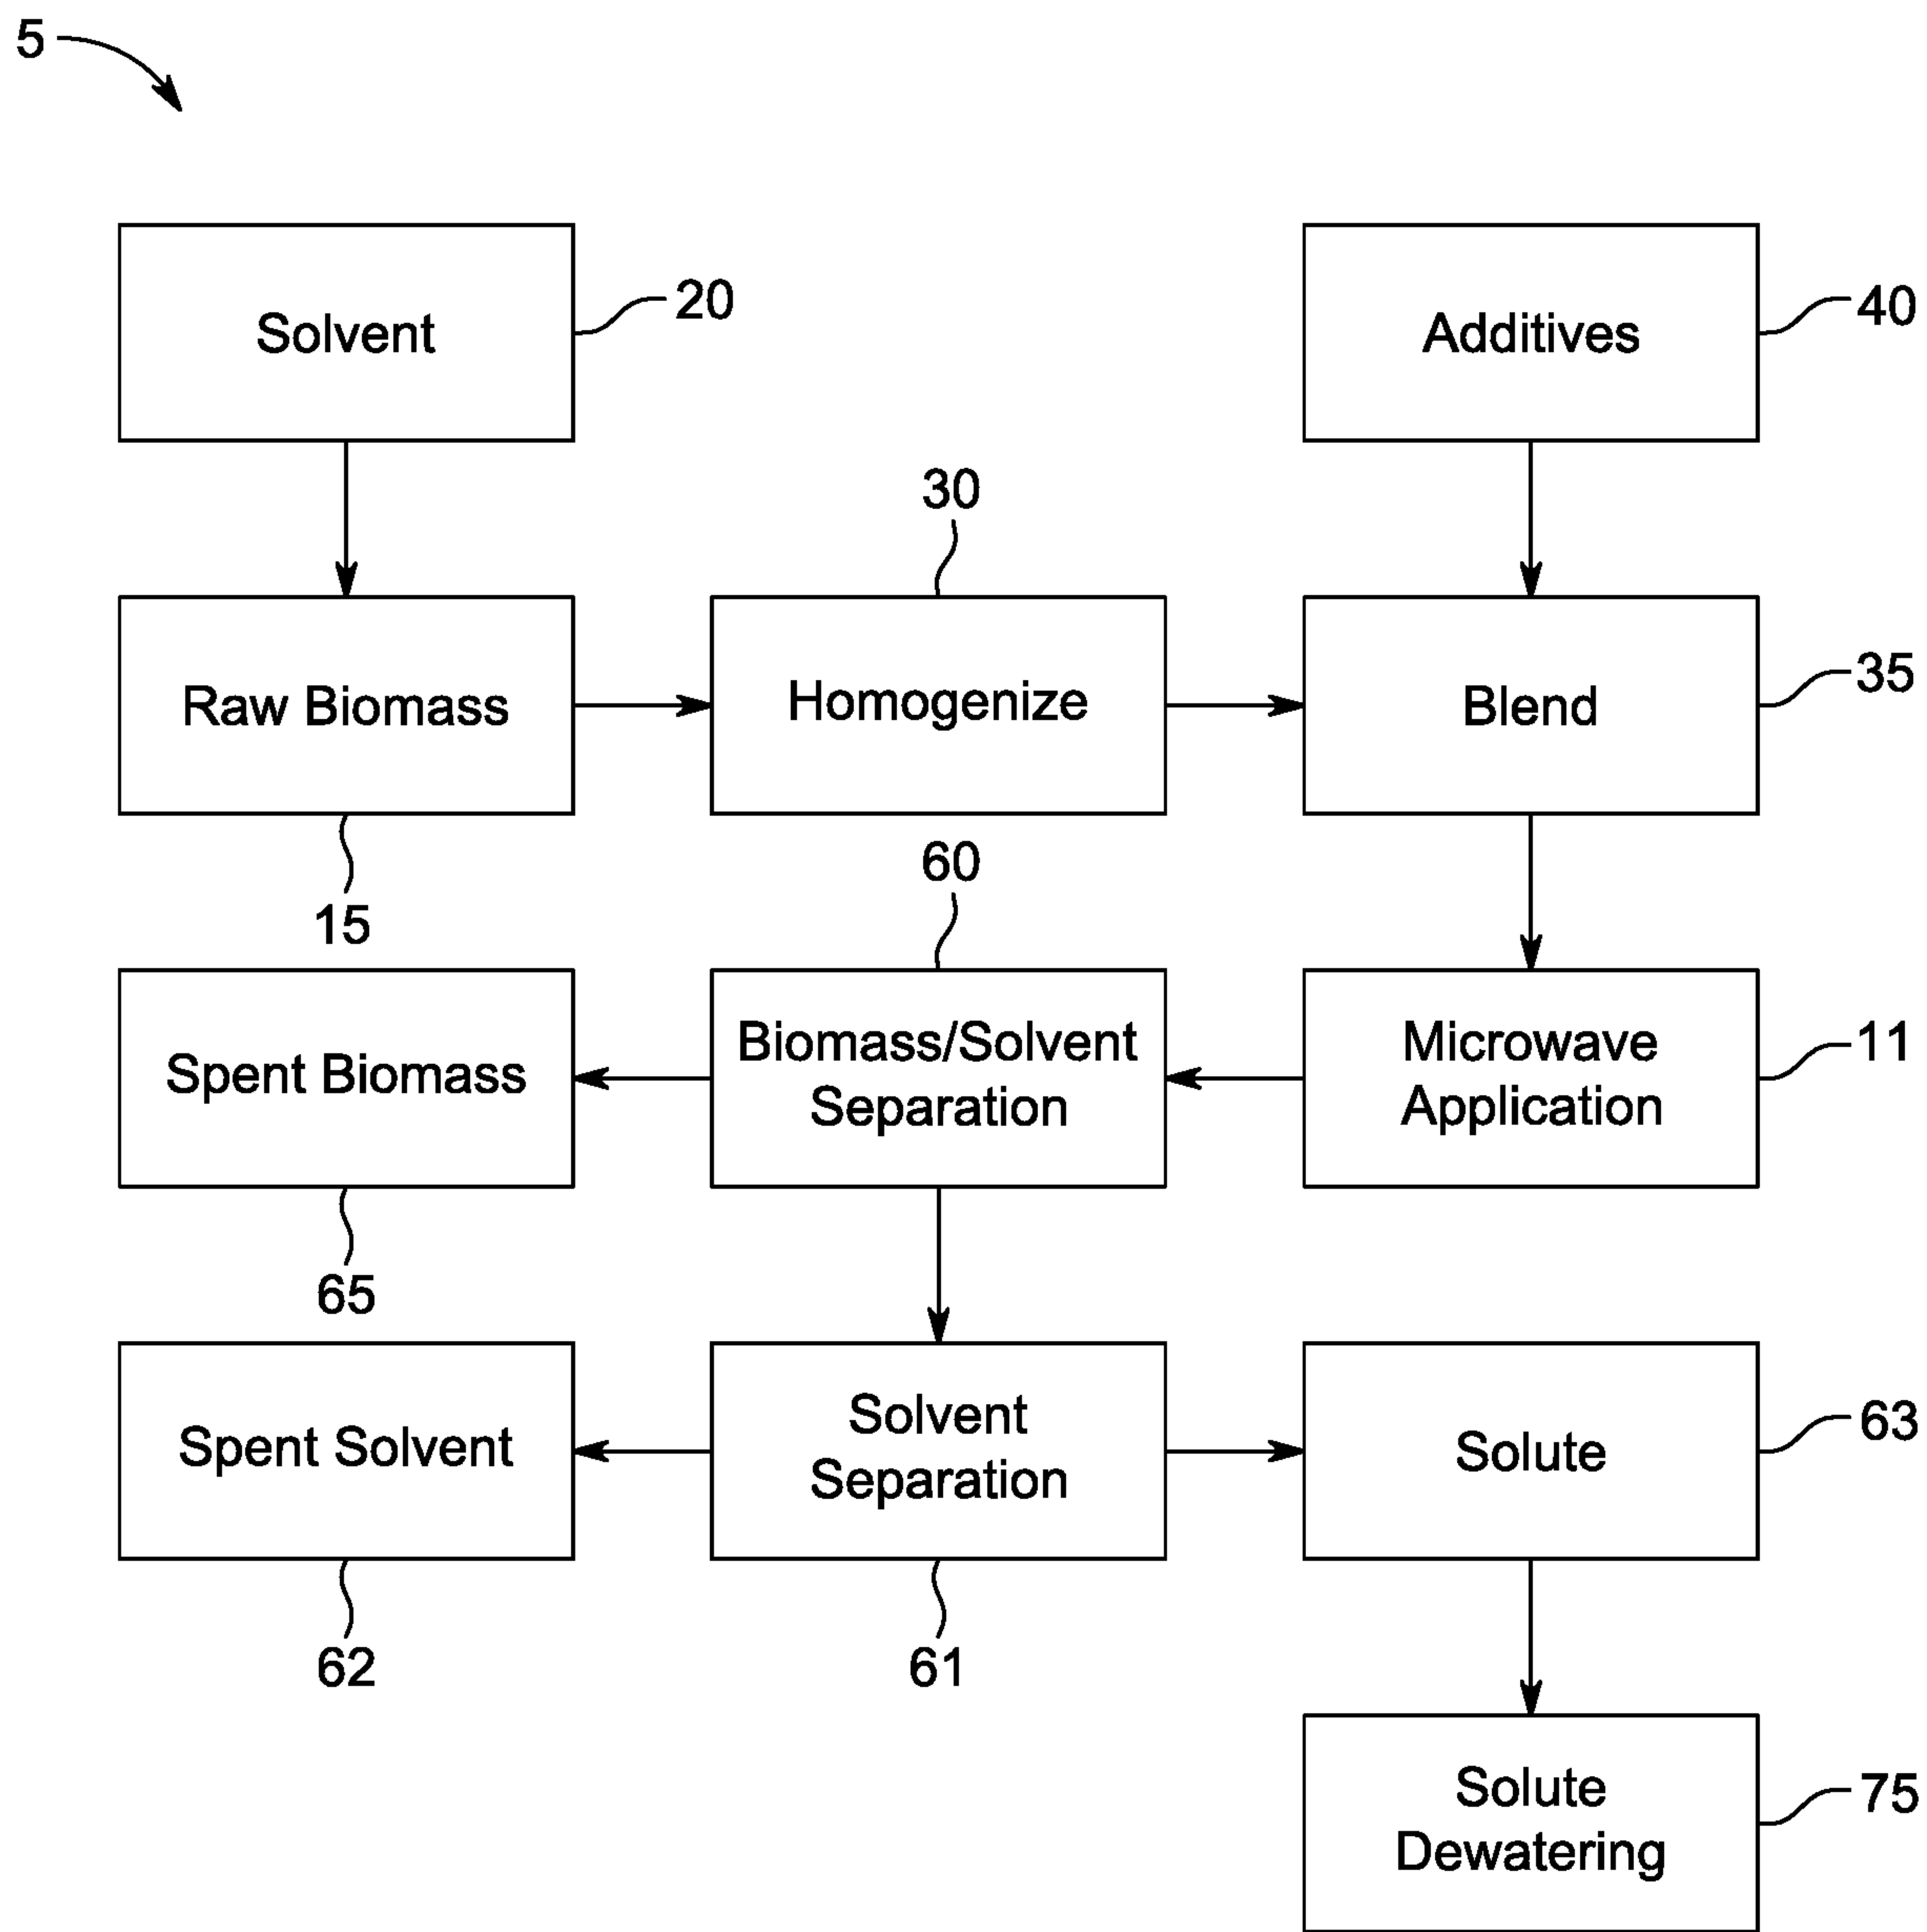 5
Solvent
20
Additives
40
30
Raw Biomass
Homogenize
Blend
35
15
60
Spent Biomass
Biomass/Solvent
Separation
Microwave
Application
11
65
Spent Solvent
Solvent
Separation
Solute
63
62
61
Solute
Dewatering
75